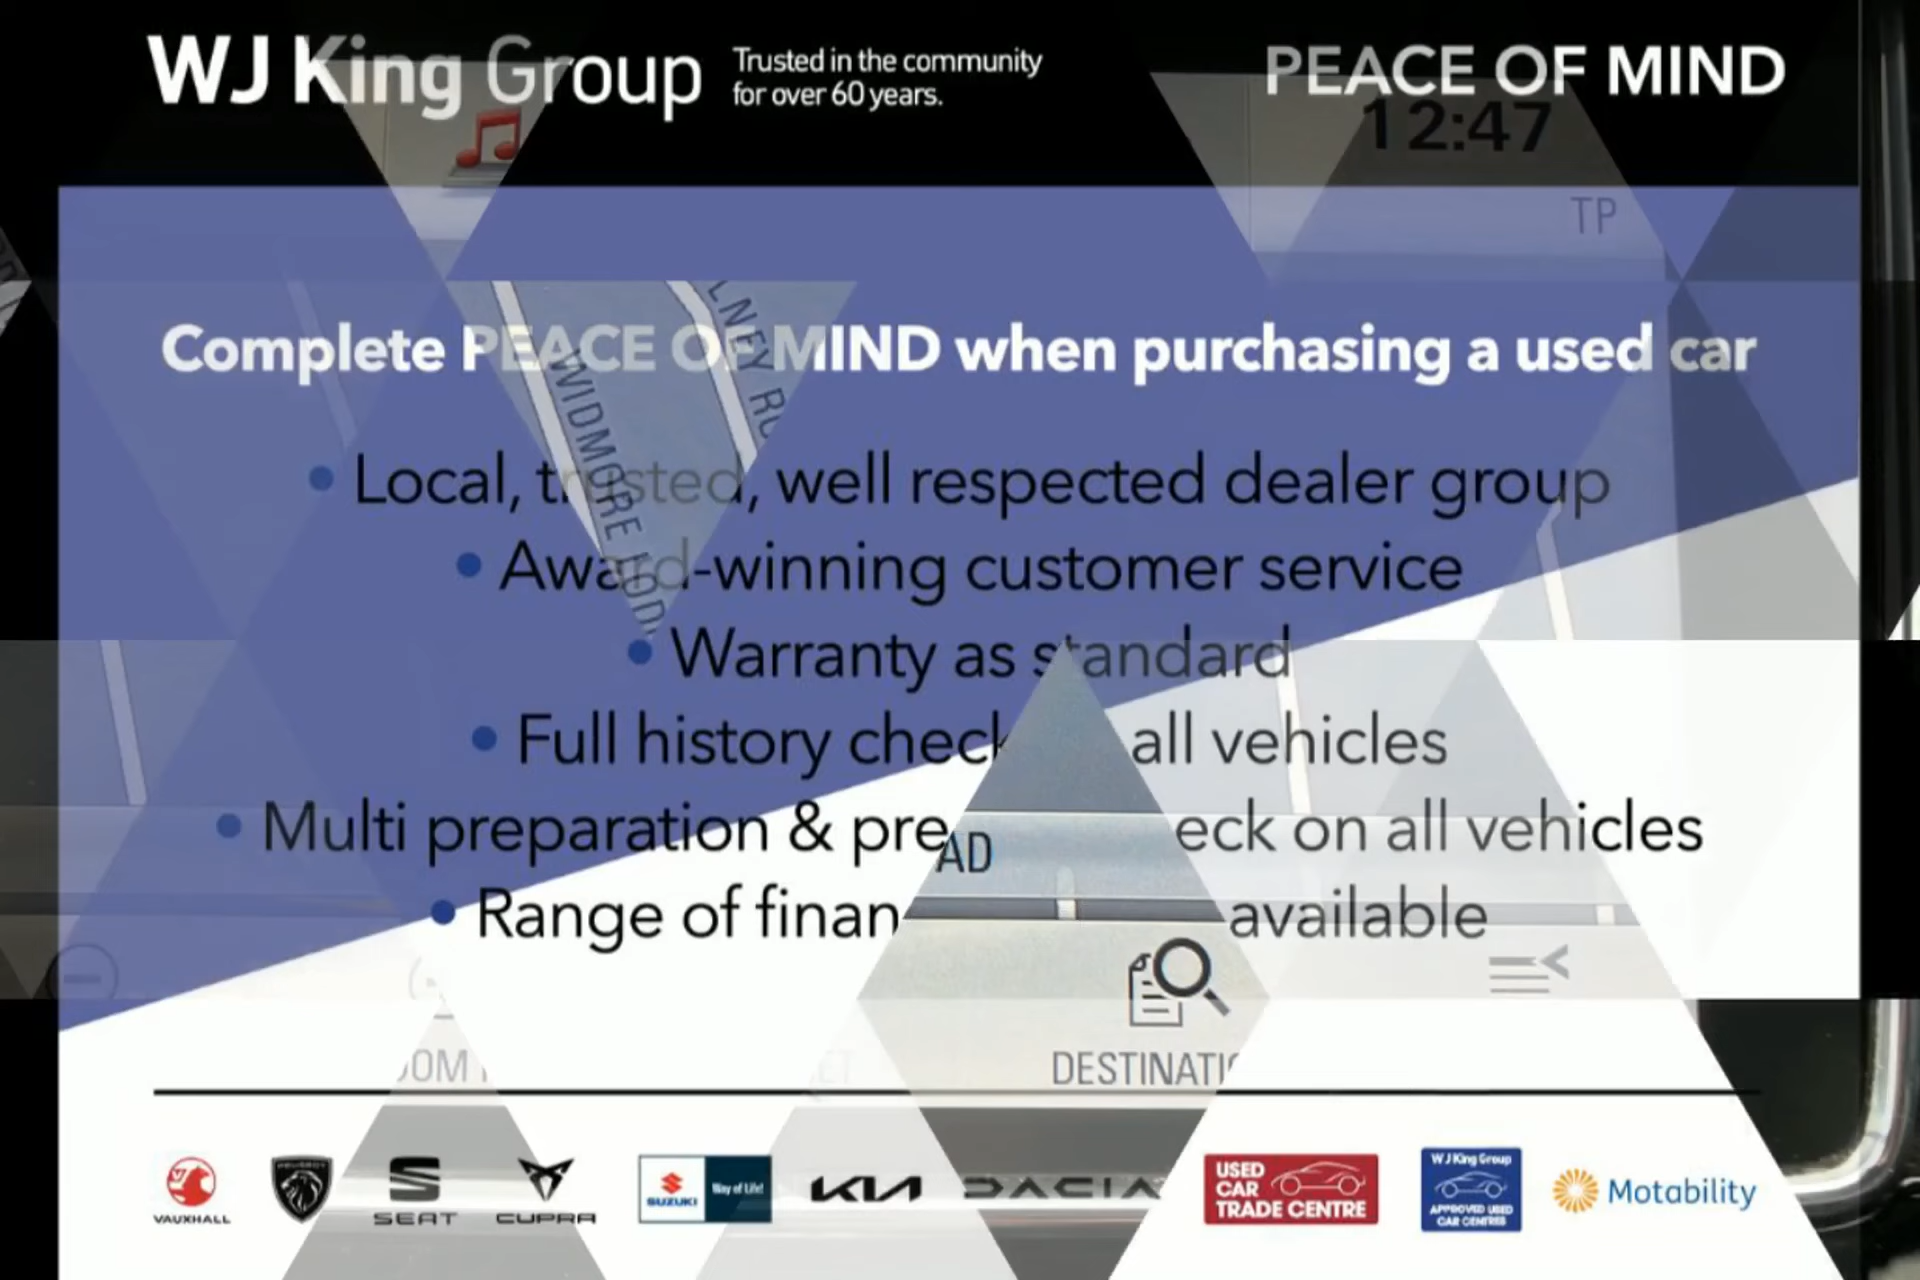 WJ King Group
Trusted in the community
for over 60 years.
PEACE OF MIND
12:47
TP
Complete PEACE OF MIND when purchasing a used car
WIDMORE ROAD
• Local, trusted, well respected dealer group
• Award-winning customer service
• Warranty as standard
• Full history check all vehicles
• Multi preparation & pre eck on all vehicles
AD
• Range of finan available
DESTINATI
VAUXHALL
PEUGEOT
SEAT
CUPRA
SUZUKI
Way of Life!
KIA
DACIA
USED
CAR
TRADE CENTRE
WJ King Group
APPROVED USED
CAR CENTRES
Motability